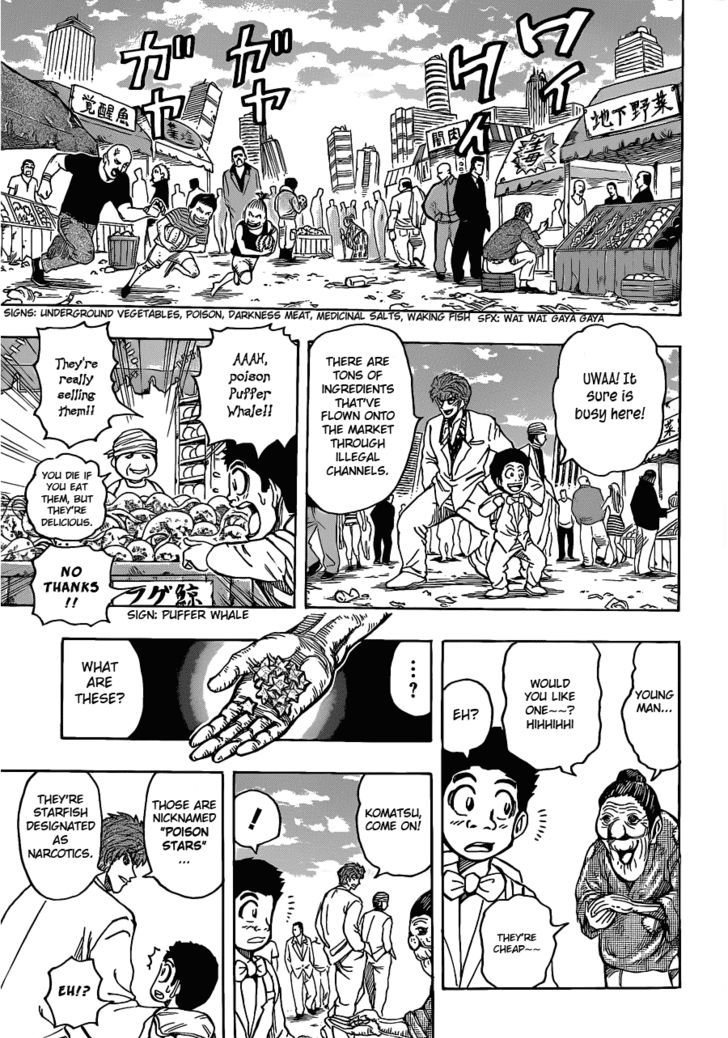 ワイ
ワイ
ガヤ
ガヤ
地下野菜
毒
闇肉
覚醒魚
SIGNS: UNDERGROUND VEGETABLES, POISON, DARKNESS MEAT, MEDICINAL SALTS, WAKING FISH SFX: WAI WAI GAYA GAYA
UWAA! It
sure is
busy here!
THERE ARE
TONS OF
INGREDIENTS
THAT'VE
FLOWN ONTO
THE MARKET
THROUGH
ILLEGAL
CHANNELS.
AAAH,
poison
Puffer
Whale!!
They're
really
selling
them!!
YOU DIE IF
YOU EAT
THEM, BUT
THEY'RE
DELICIOUS.
NO
THANKS
!!
フグ鯨
SIGN: PUFFER WHALE
YOUNG
MAN...
WOULD
YOU LIKE
ONE~~?
HIHHIHHI
EH?
THEY'RE
CHEAP~~
...?
WHAT
ARE
THESE?
KOMATSU,
COME ON!
!
THOSE ARE
NICKNAMED
"POISON
STARS"
...
THEY'RE
STARFISH
DESIGNATED
AS
NARCOTICS.
EH!?